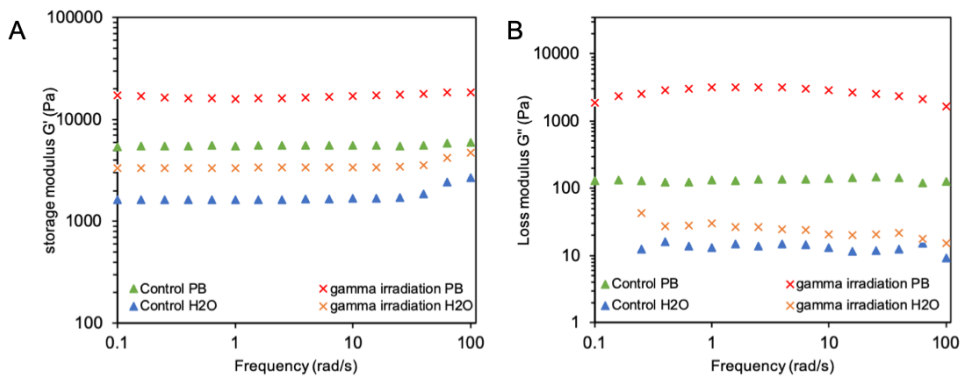 A
storage modulus G' (Pa)
100000
10000
1000
100
Control PB
gamma irradiation PB
Control H2O
gamma irradiation H2O
0.1
1
10
100
Frequency (rad/s)
B
Loss modulus G" (Pa)
10000
1000
100
10
1
Control PB
gamma irradiation PB
Control H2O
gamma irradiation H2O
0.1
1
10
100
Frequency (rad/s)